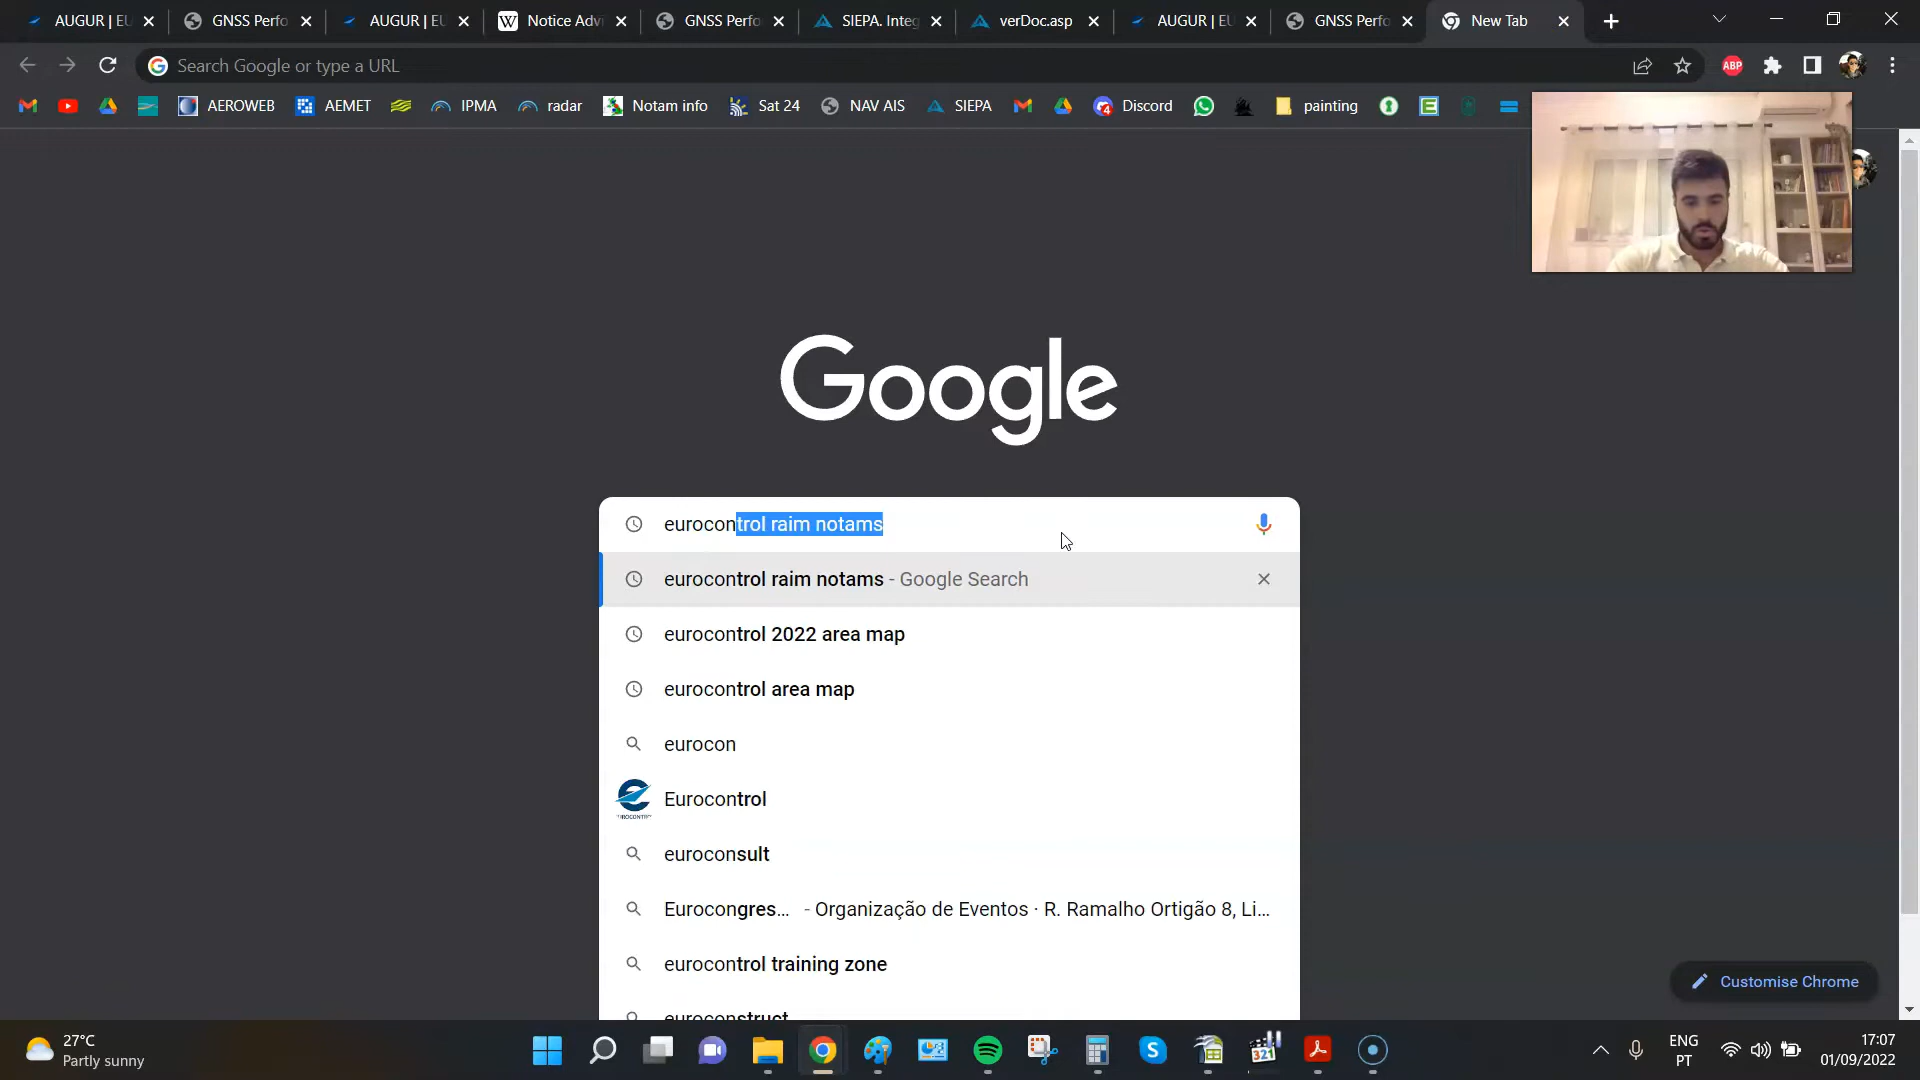 AUGUR | EU
GNSS Perfo
AUGUR | EU
Notice Advi
GNSS Perfo
SIEPA. Integ
verDoc.asp
AUGUR | EU
GNSS Perfo
New Tab
Search Google or type a URL
ABP
AEROWEB
AEMET
IPMA
radar
Notam info
Sat 24
NAV AIS
SIEPA
Discord
painting
Google
eurocontrol raim notams
eurocontrol raim notams - Google Search
eurocontrol 2022 area map
eurocontrol area map
eurocon
Eurocontrol
euroconsult
Eurocongres... - Organização de Eventos · R. Ramalho Ortigão 8, Li...
eurocontrol training zone
euroconstruct
Customise Chrome
27°C
Partly sunny
321
ENG
PT
17:07
01/09/2022